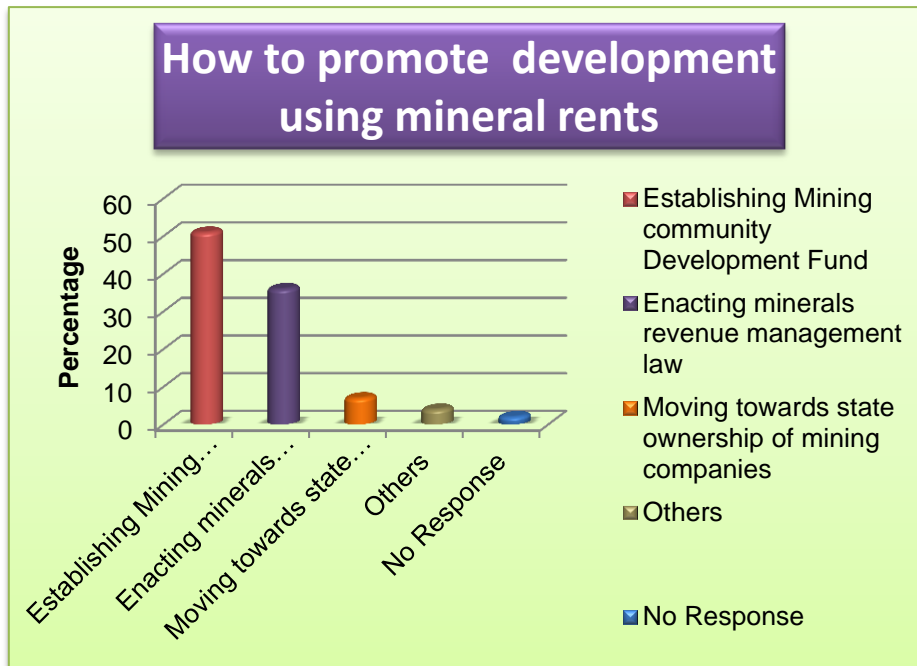 How to promote development
using mineral rents
60
50
40
30
20
10
0
Percentage
Establishing Mining…
Enacting minerals…
Moving towards state…
Others
No Response
Establishing Mining
community
Development Fund
Enacting minerals
revenue management
law
Moving towards state
ownership of mining
companies
Others
No Response